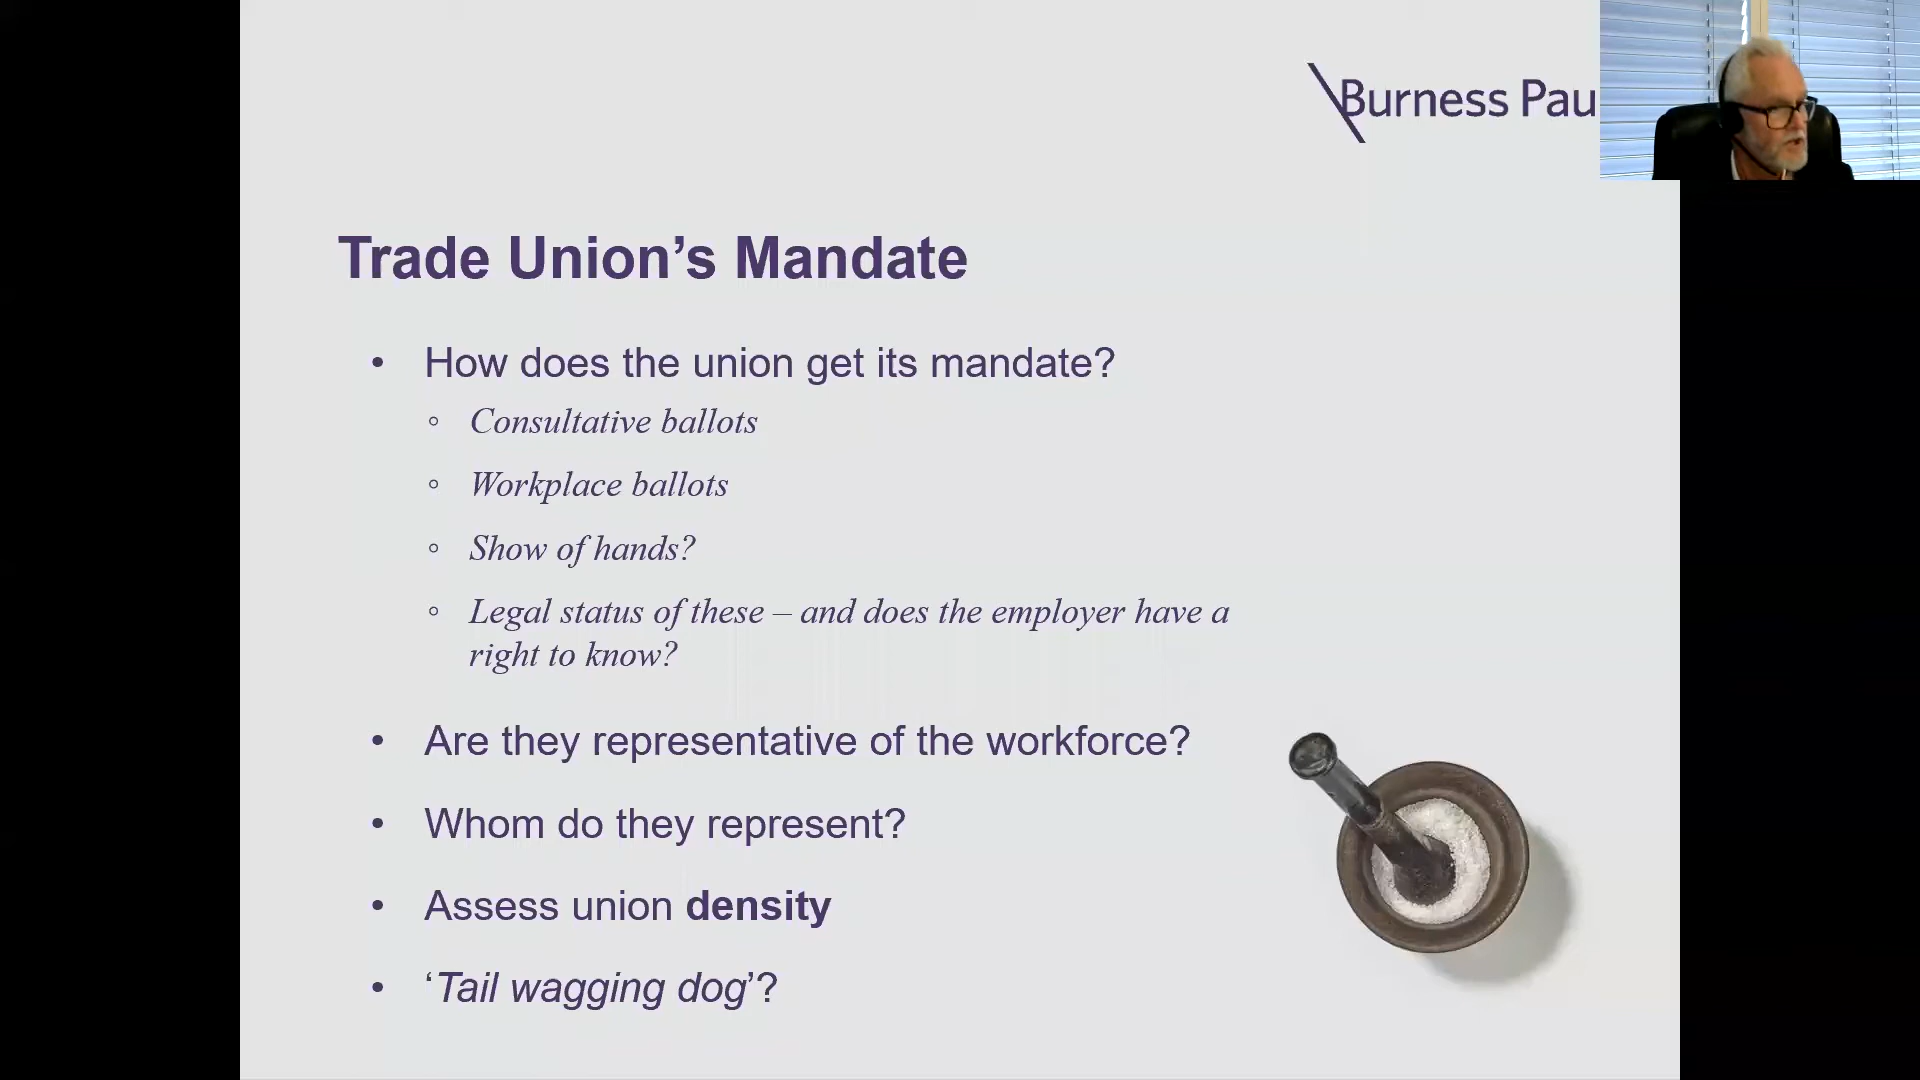 Burness Pau
Trade Union’s Mandate
• How does the union get its mandate?
◦ Consultative ballots
◦ Workplace ballots
◦ Show of hands?
◦ Legal status of these – and does the employer have a
right to know?
• Are they representative of the workforce?
• Whom do they represent?
• Assess union density
• ‘Tail wagging dog’?